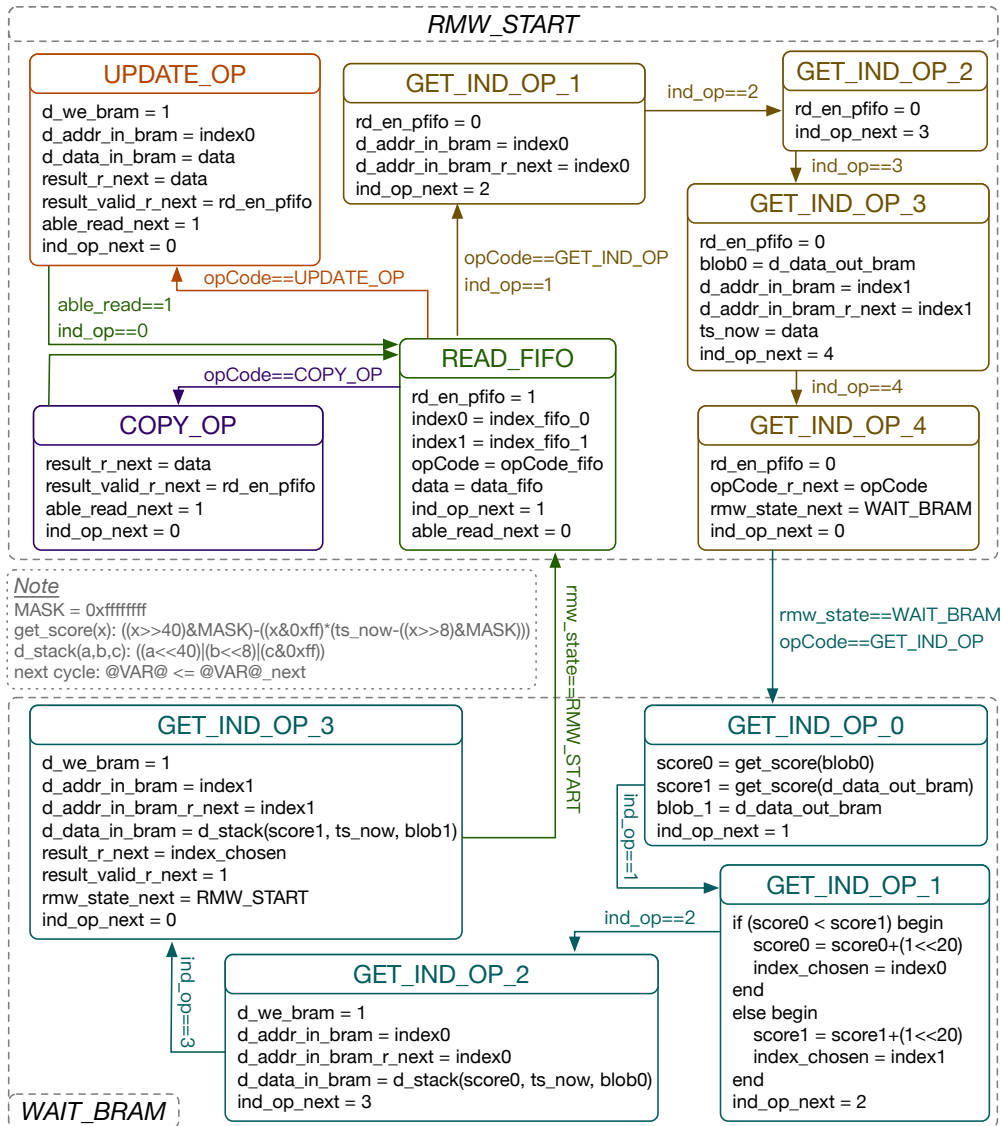 RMW_START
UPDATE_OP
d_we_bram = 1
d_addr_in_bram = index0
d_data_in_bram = data
result_r_next = data
result_valid_r_next = rd_en_pfifo
able_read_next = 1
ind_op_next = 0
GET_IND_OP_1
rd_en_pfifo = 0
d_addr_in_bram = index0
d_addr_in_bram_r_next = index0
ind_op_next = 2
ind_op==2
GET_IND_OP_2
rd_en_pfifo = 0
ind_op_next = 3
ind_op==3
GET_IND_OP_3
rd_en_pfifo = 0
blob0 = d_data_out_bram
d_addr_in_bram = index1
d_addr_in_bram_r_next = index1
ts_now = data
ind_op_next = 4
ind_op==4
opCode==GET_IND_OP
ind_op==1
opCode==UPDATE_OP
able_read==1
ind_op==0
READ_FIFO
rd_en_pfifo = 1
index0 = index_fifo_0
index1 = index_fifo_1
opCode = opCode_fifo
data = data_fifo
ind_op_next = 1
able_read_next = 0
opCode==COPY_OP
COPY_OP
result_r_next = data
result_valid_r_next = rd_en_pfifo
able_read_next = 1
ind_op_next = 0
GET_IND_OP_4
rd_en_pfifo = 0
opCode_r_next = opCode
rmw_state_next = WAIT_BRAM
ind_op_next = 0
Note
MASK = 0xffffffff
get_score(x): ((x>>40)&MASK)-((x&0xff)*(ts_now-((x>>8)&MASK)))
d_stack(a,b,c): ((a<<40)|(b<<8)|(c&0xff))
next cycle: @VAR@ <= @VAR@_next
rmw_state==RMW_START
rmw_state==WAIT_BRAM
opCode==GET_IND_OP
GET_IND_OP_3
d_we_bram = 1
d_addr_in_bram = index1
d_addr_in_bram_r_next = index1
d_data_in_bram = d_stack(score1, ts_now, blob1)
result_r_next = index_chosen
result_valid_r_next = 1
rmw_state_next = RMW_START
ind_op_next = 0
GET_IND_OP_0
score0 = get_score(blob0)
score1 = get_score(d_data_out_bram)
blob_1 = d_data_out_bram
ind_op_next = 1
ind_op==1
GET_IND_OP_1
if (score0 < score1) begin
score0 = score0+(1<<20)
index_chosen = index0
end
else begin
score1 = score1+(1<<20)
index_chosen = index1
end
ind_op_next = 2
ind_op==2
GET_IND_OP_2
d_we_bram = 1
d_addr_in_bram = index0
d_addr_in_bram_r_next = index0
d_data_in_bram = d_stack(score0, ts_now, blob0)
ind_op_next = 3
ind_op==3
WAIT_BRAM